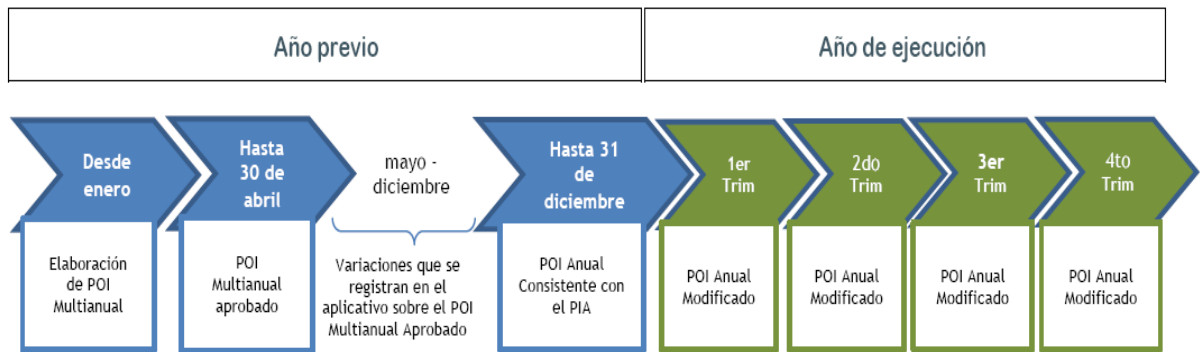 Año previo
Año de ejecución
Desde
enero
Hasta
30 de
abril
mayo -
diciembre
Hasta 31
de
diciembre
1er
Trim
2do
Trim
3er
Trim
4to
Trim
Elaboración
de POI
Multianual
POI
Multianual
aprobado
Variaciones que se
registran en el
aplicativo sobre el POI
Multianual Aprobado
POI Anual
Consistente con
el PIA
POI Anual
Modificado
POI Anual
Modificado
POI Anual
Modificado
POI Anual
Modificado